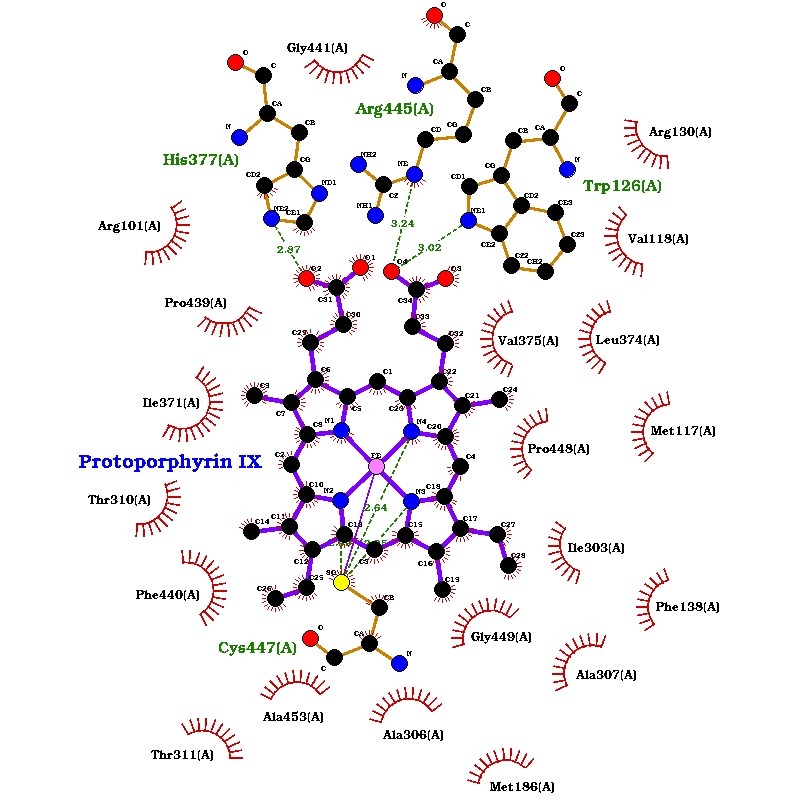 O
C
Gly441(A)
O
C
CA
CB
Arg445(A)
N
CA
CB
O
C
N
His377(A)
CG
CD
CG
CB
CA
Arg130(A)
NH2
NE
CD2
ND1
CZ
CD1
CG
N
Trp126(A)
NE2
CE1
NH1
NE1
CD2
CE3
Arg101(A)
3.24
CE2
CZ3
Val118(A)
2.87
3.02
CZ2
CH2
O2
O1
O4
O3
C31
C34
Pro439(A)
C30
C33
C29
C32
Val375(A)
Leu374(A)
C6
C1
C22
C3
C24
Ile371(A)
C7
C5
C23
C21
N1
N4
Met117(A)
C8
C20
Pro448(A)
Protoporphyrin IX
C2
FE
C4
C10
N2
N3
C18
Thr310(A)
2.64
C14
C11
C13
C15
C17
C27
Ile303(A)
C12
C9
C16
C28
SG
Phe440(A)
C26
C25
C19
Phe138(A)
CB
Gly449(A)
O
CA
Cys447(A)
C
N
Ala307(A)
Ala453(A)
Ala306(A)
Thr311(A)
Met186(A)